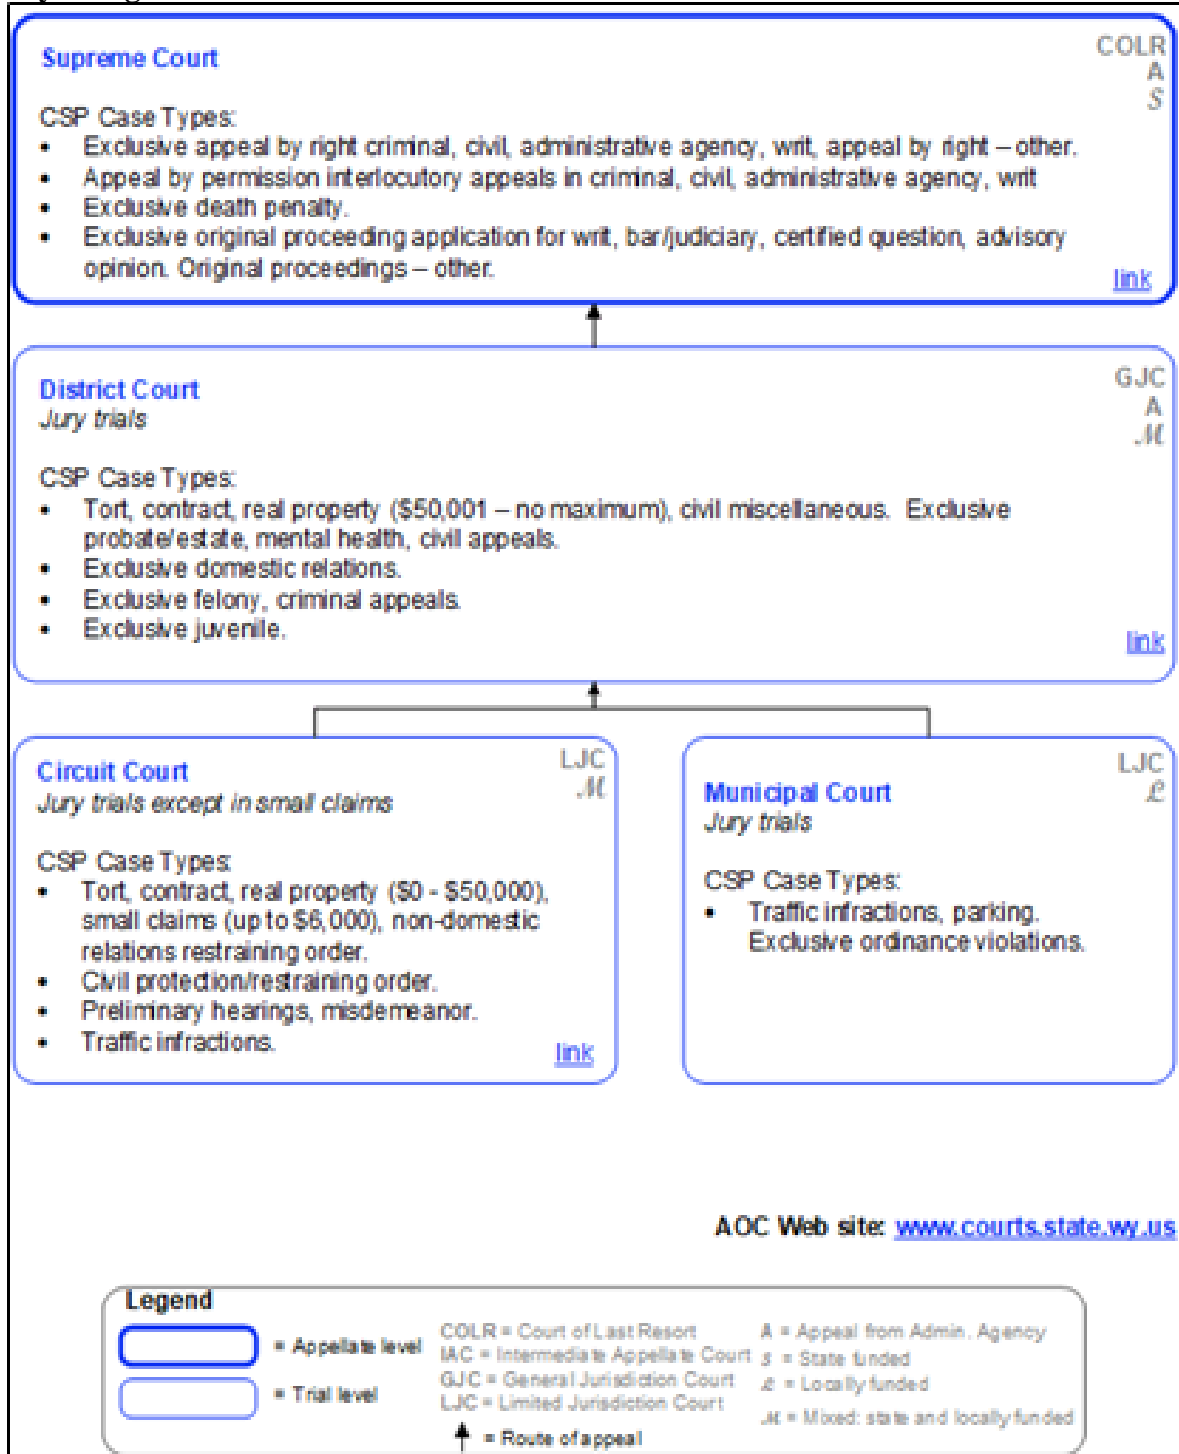 Supreme Court
COLR
A
S
CSP Case Types:
• Exclusive appeal by right criminal, civil, administrative agency, writ, appeal by right – other.
• Appeal by permission interlocutory appeals in criminal, civil, administrative agency, writ
• Exclusive death penalty.
• Exclusive original proceeding application for writ, bar/judiciary, certified question, advisory
opinion. Original proceedings – other.
link
District Court
Jury trials
GJC
A
ℳ
CSP Case Types:
• Tort, contract, real property ($50,001 – no maximum), civil miscellaneous. Exclusive
probate/estate, mental health, civil appeals.
• Exclusive domestic relations.
• Exclusive felony, criminal appeals.
• Exclusive juvenile.
link
Circuit Court
Jury trials except in small claims
LJC
ℳ
CSP Case Types:
• Tort, contract, real property ($0 - $50,000),
small claims (up to $6,000), non-domestic
relations restraining order.
• Civil protection/restraining order.
• Preliminary hearings, misdemeanor.
• Traffic infractions.
link
Municipal Court
Jury trials
LJC
ℒ
CSP Case Types:
• Traffic infractions, parking.
Exclusive ordinance violations.
AOC Web site: www.courts.state.wy.us
Legend
= Appellate level
= Trial level
COLR = Court of Last Resort
IAC = Intermediate Appellate Court
GJC = General Jurisdiction Court
LJC = Limited Jurisdiction Court
= Route of appeal
A = Appeal from Admin. Agency
S = State funded
ℒ = Locally funded
ℳ = Mixed: state and locally funded